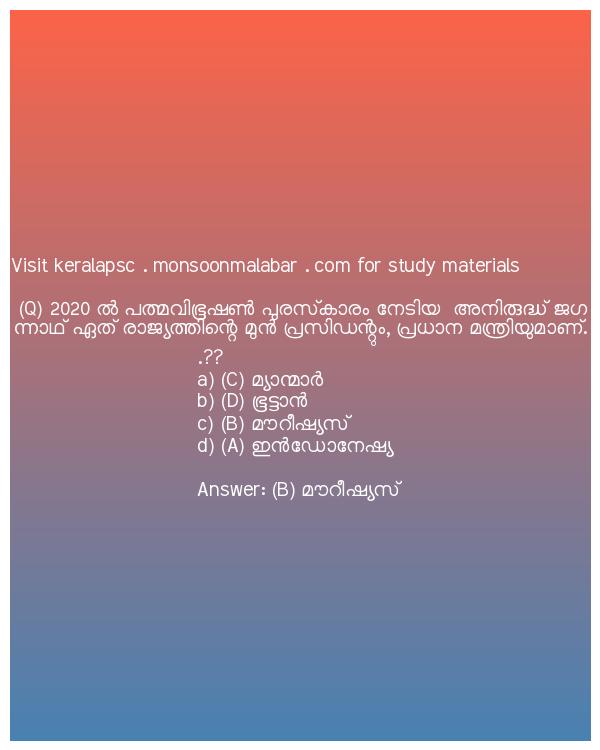 Visit keralapsc . monsoonmalabar . com for study materials
(Q) 2020 ൽ പത്മവിഭൂഷൺ പുരസ്‌കാരം നേടിയ  അനിരുദ്ധ് ജഗ
ന്നാഥ് ഏത് രാജ്യത്തിന്റെ മുൻ പ്രസിഡന്റും, പ്രധാന മന്ത്രിയുമാണ്.
.??
a) (C) മ്യാന്മാർ
b) (D) ഭൂട്ടാൻ
c) (B) മൗറീഷ്യസ്
d) (A) ഇൻഡോനേഷ്യ
Answer: (B) മൗറീഷ്യസ്